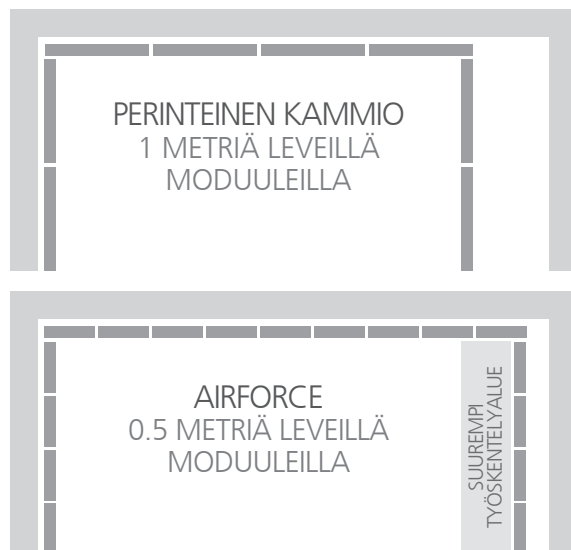 PERINTEINEN KAMMIO
1 METRIÄ LEVEILLÄ
MODUULEILLA
AIRFORCE
0.5 METRIÄ LEVEILLÄ
MODUULEILLA
SUUREMPI
TYÖSKENTELYALUE